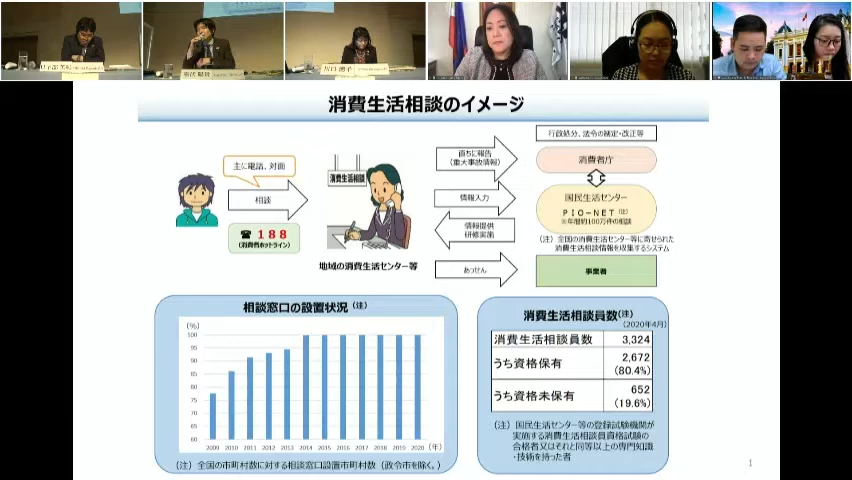 消費生活相談のイメージ
行政処分、法令の制定・改正等
主に電話、対面
相談
☎ 188
(消費者ホットライン)
消費生活相談
地域の消費生活センター等
直ちに報告
(重大事故情報)
情報入力
情報提供
研修実施
あっせん
消費者庁
国民生活センター
PIO-NET (注)
※年間約100万件の相談
(注)全国の消費生活センター等に寄せられた
消費生活相談情報を収集するシステム
事業者
相談窓口の設置状況(注)
(%)
100
95
90
85
80
75
70
65
60
2009 2010 2011 2012 2013 2014 2015 2016 2017 2018 2019 2020 (年)
(注)全国の市町村数に対する相談窓口設置市町村数(政令市を除く。)
消費生活相談員数(注)
(2020年4月)
消費生活相談員数 3,324
うち資格保有 2,672
(80.4%)
うち資格未保有 652
(19.6%)
(注)国民生活センター等の登録試験機関が
実施する消費生活相談員資格試験の
合格者又はそれと同等以上の専門知識
・技術を持った者
1